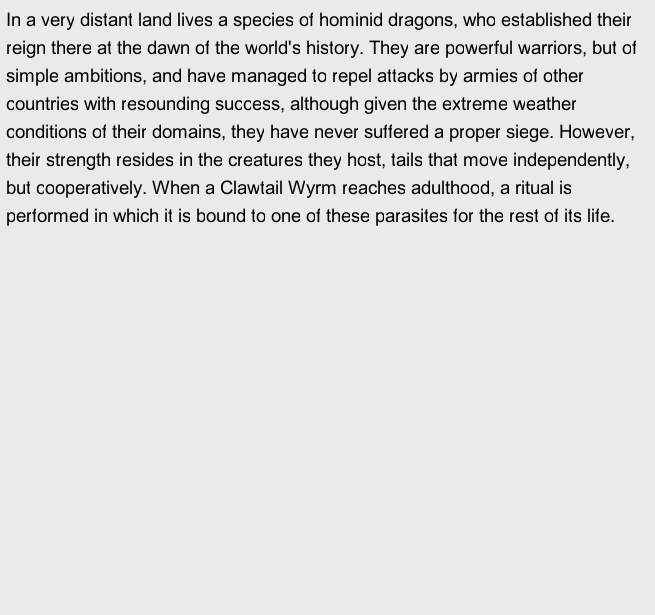 In a very distant land lives a species of hominid dragons, who established their
reign there at the dawn of the world's history. They are powerful warriors, but of
simple ambitions, and have managed to repel attacks by armies of other
countries with resounding success, although given the extreme weather
conditions of their domains, they have never suffered a proper siege. However,
their strength resides in the creatures they host, tails that move independently,
but cooperatively. When a Clawtail Wyrm reaches adulthood, a ritual is
performed in which it is bound to one of these parasites for the rest of its life.